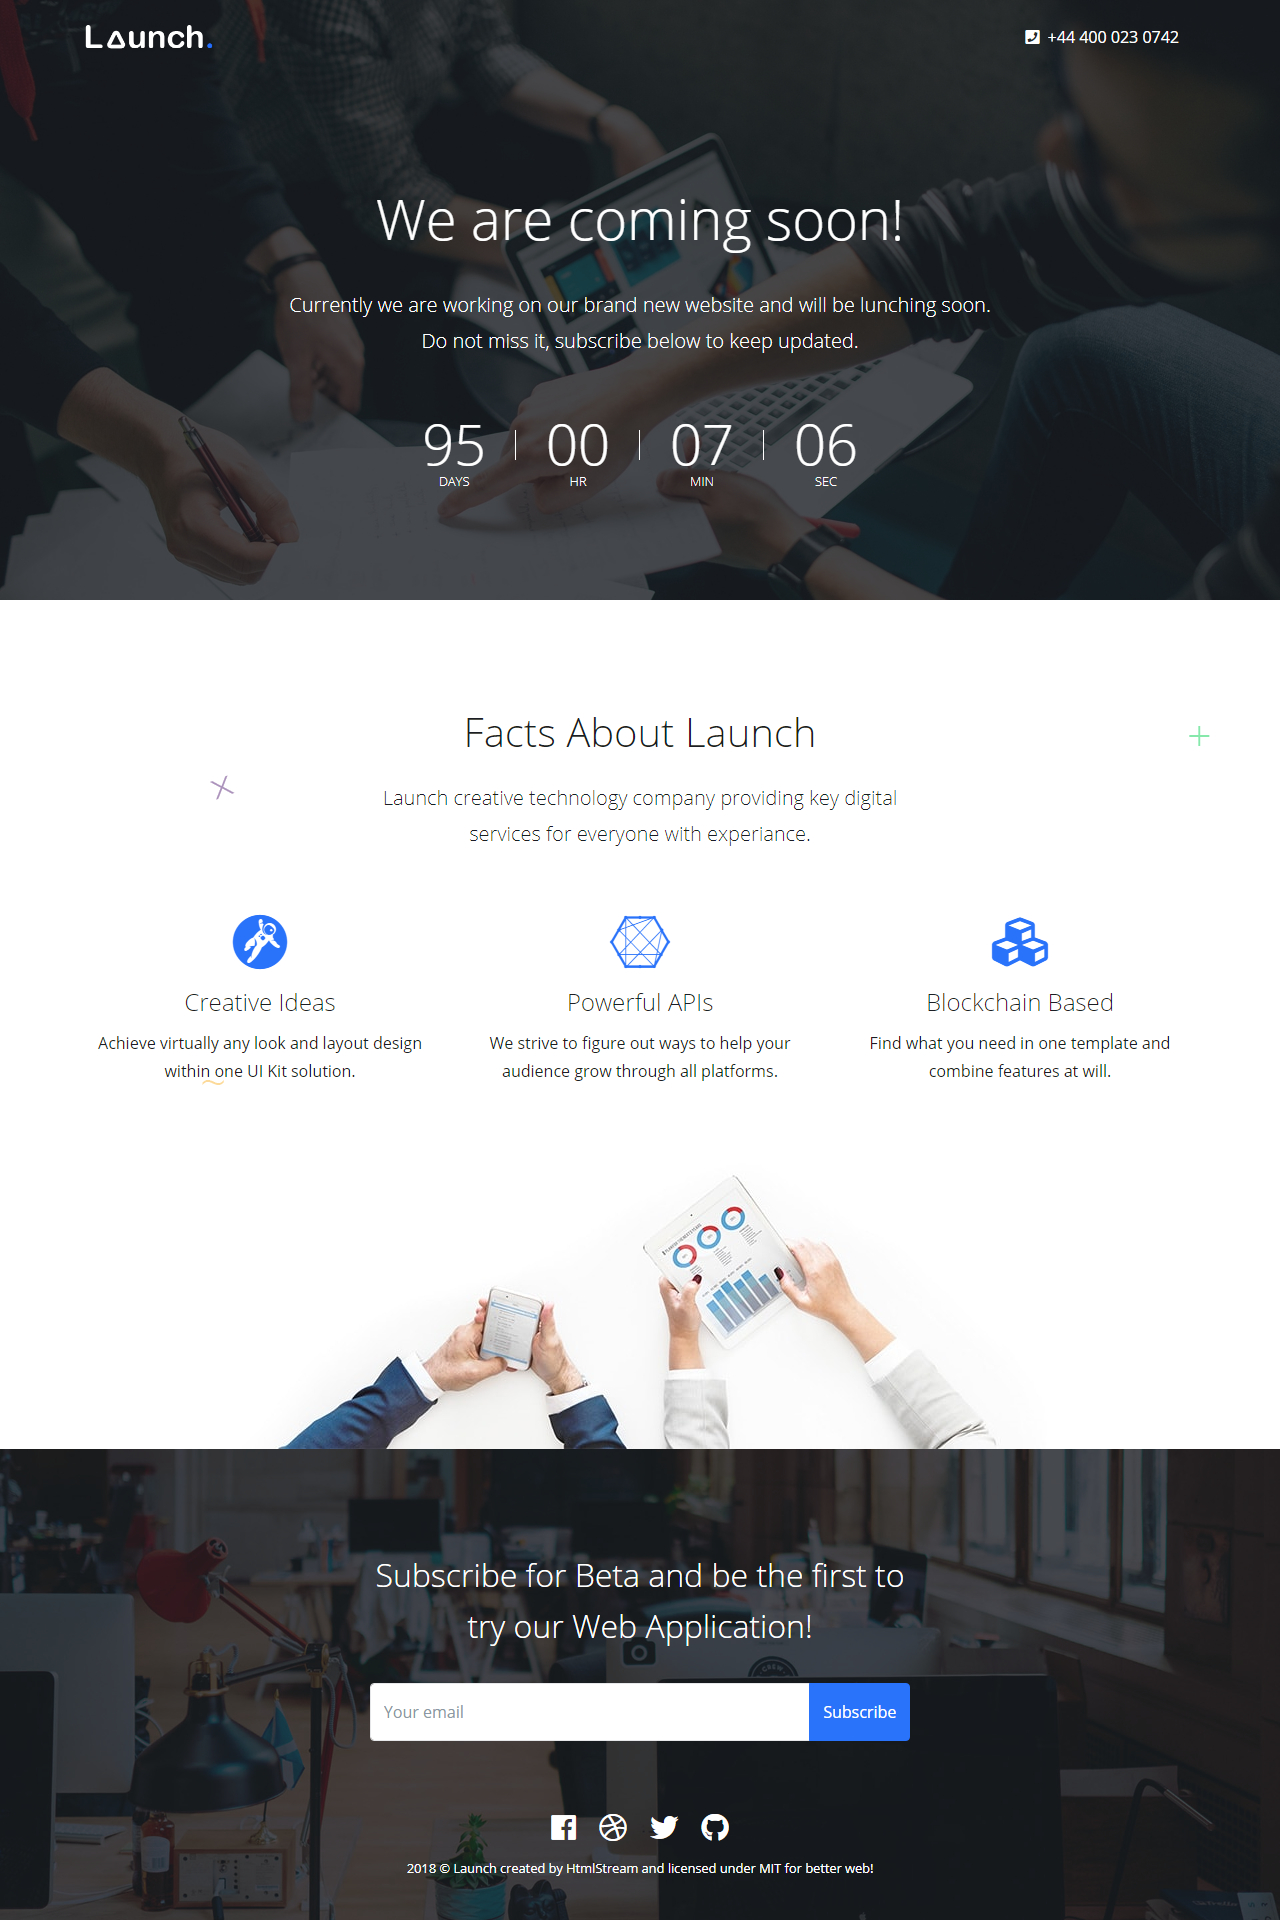 Launch.
+44 400 023 0742
We are coming soon!
Currently we are working on our brand new website and will be lunching soon.
Do not miss it, subscribe below to keep updated.
95 00 07 06
DAYS HR MIN SEC
Facts About Launch
Launch creative technology company providing key digital
services for everyone with experiance.
Creative Ideas
Achieve virtually any look and layout design
within one UI Kit solution.
Powerful APIs
We strive to figure out ways to help your
audience grow through all platforms.
Blockchain Based
Find what you need in one template and
combine features at will.
Subscribe for Beta and be the first to
try our Web Application!
Your email
Subscribe
2018 © Launch created by HtmlStream and licensed under MIT for better web!